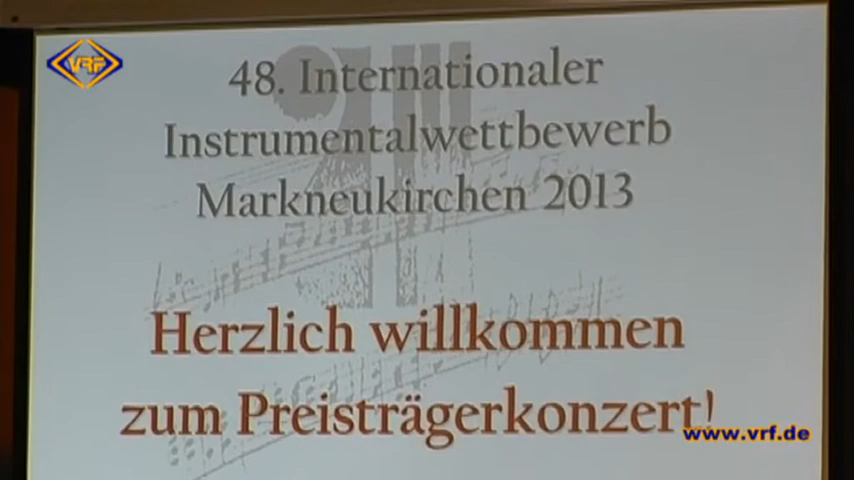 VRF
48. Internationaler
Instrumentalwettbewerb
Markneukirchen 2013
Herzlich willkommen
zum Preisträgerkonzert!
www.vrf.de